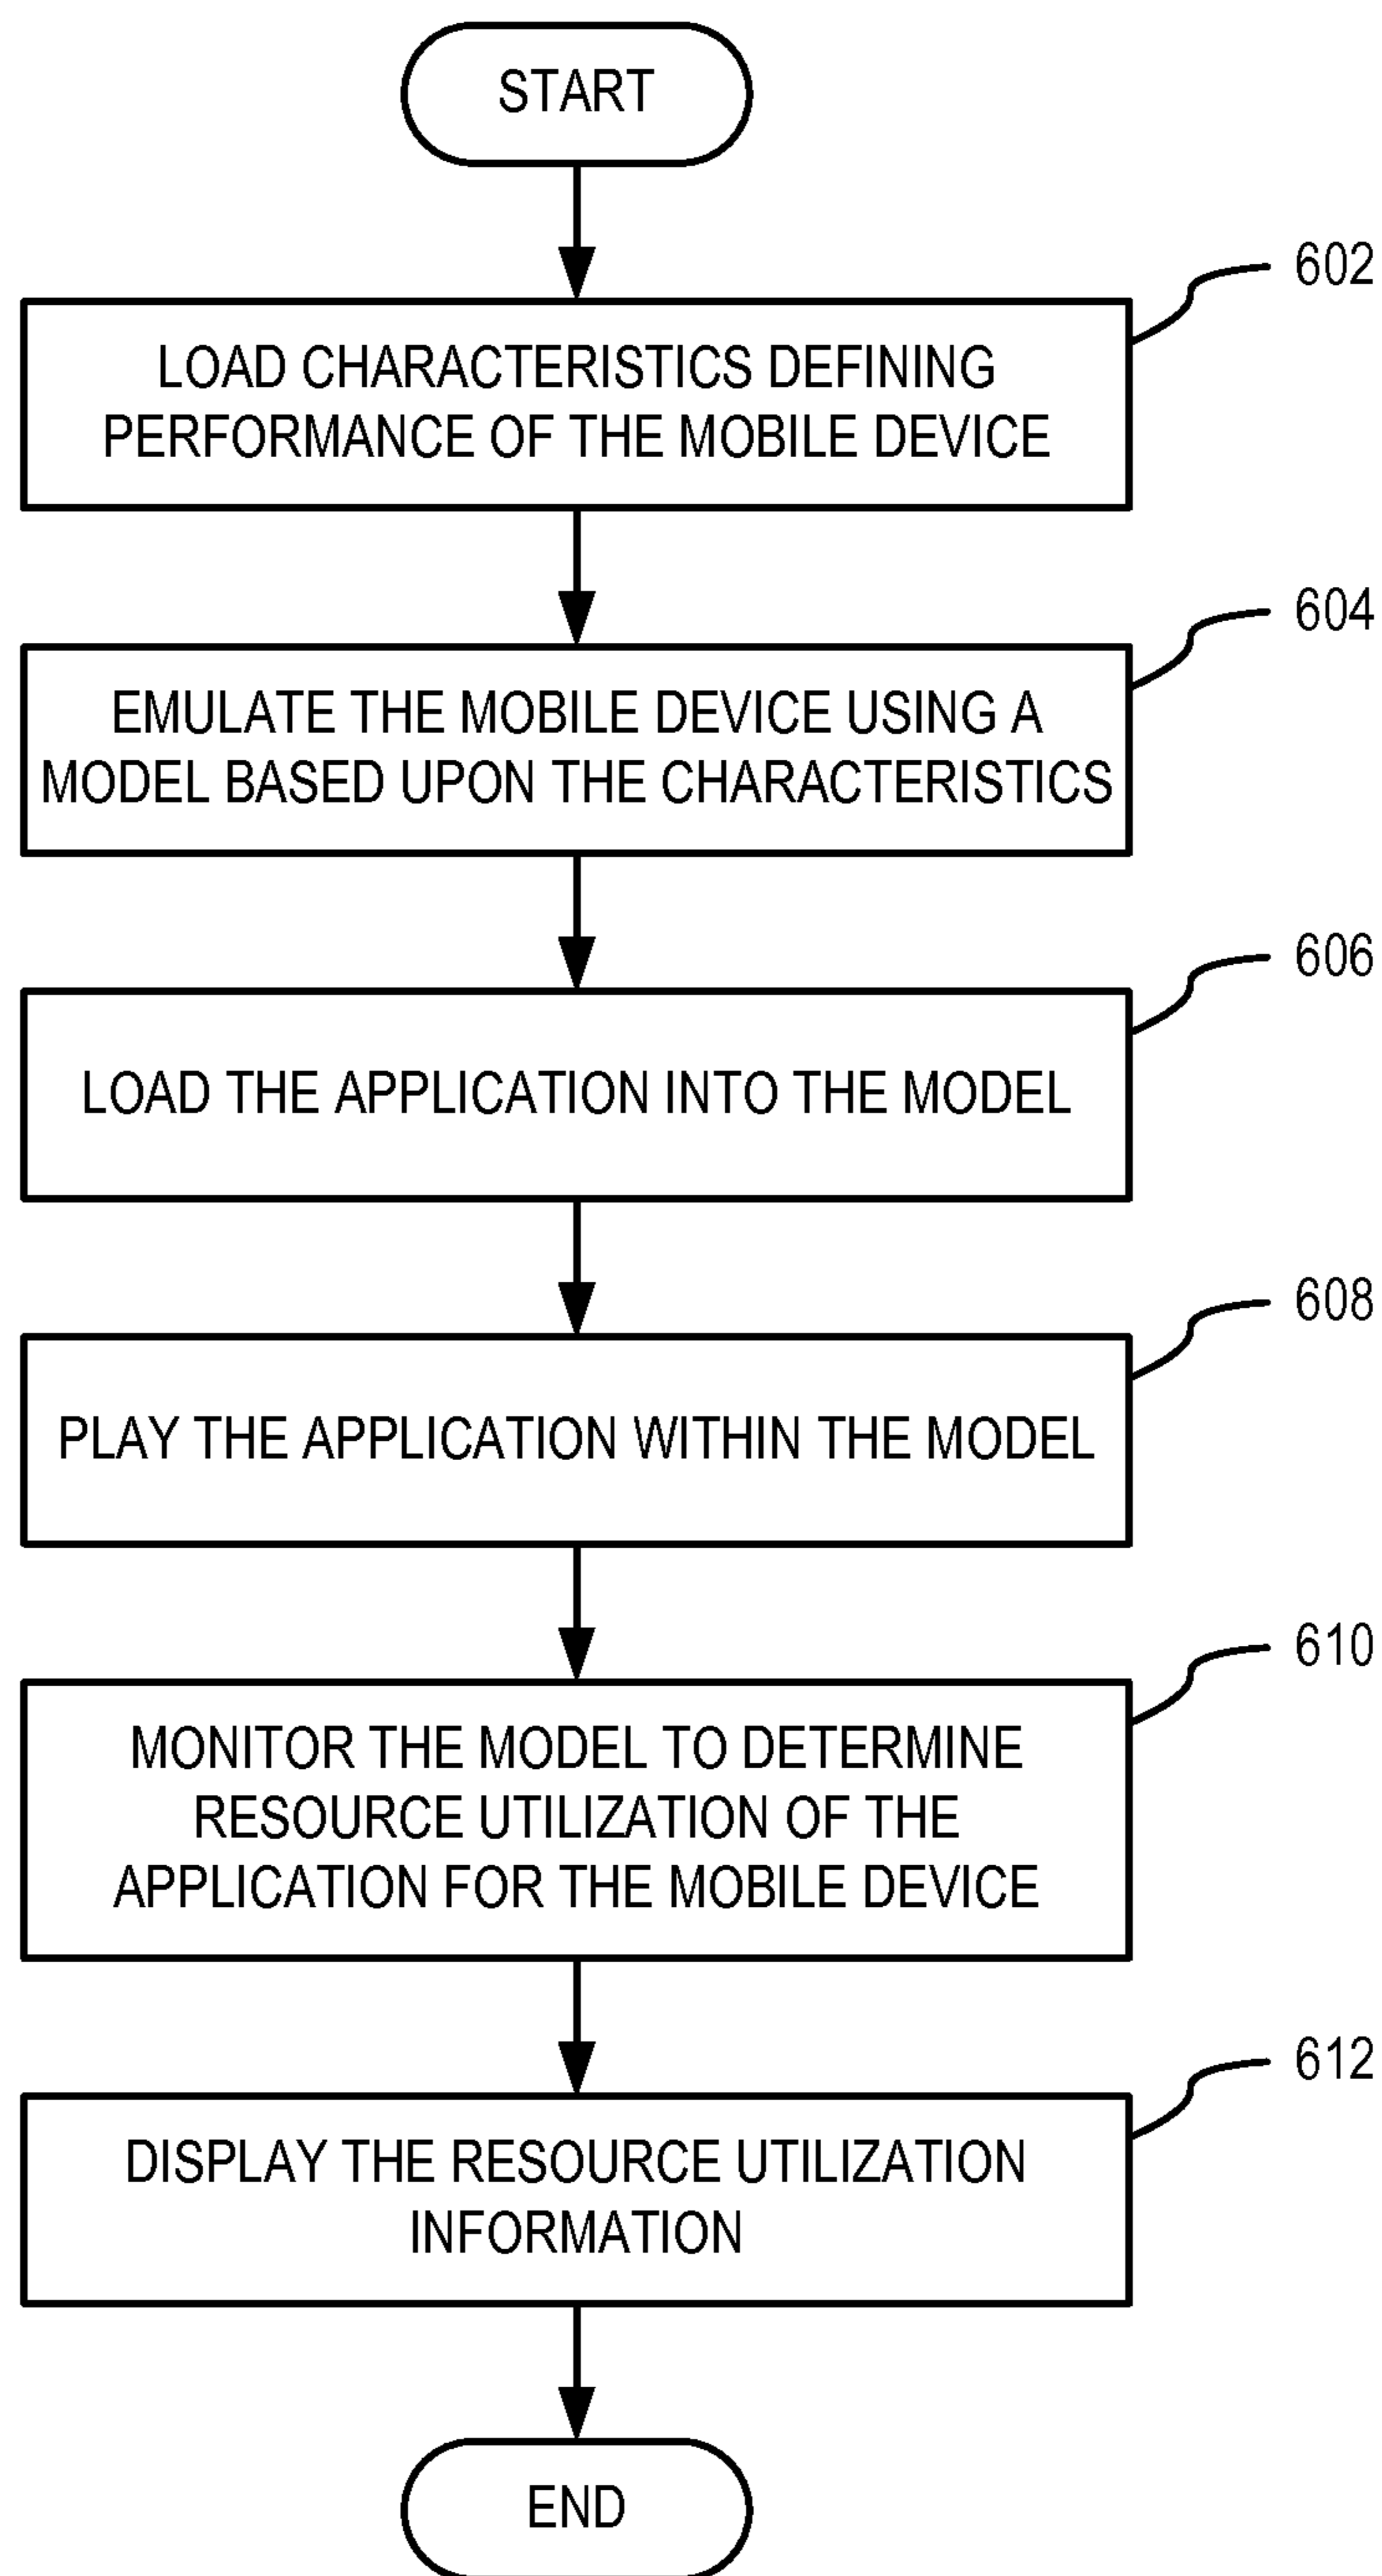 START
602
LOAD CHARACTERISTICS DEFINING
PERFORMANCE OF THE MOBILE DEVICE
604
EMULATE THE MOBILE DEVICE USING A
MODEL BASED UPON THE CHARACTERISTICS
606
LOAD THE APPLICATION INTO THE MODEL
608
PLAY THE APPLICATION WITHIN THE MODEL
610
MONITOR THE MODEL TO DETERMINE
RESOURCE UTILIZATION OF THE
APPLICATION FOR THE MOBILE DEVICE
612
DISPLAY THE RESOURCE UTILIZATION
INFORMATION
END